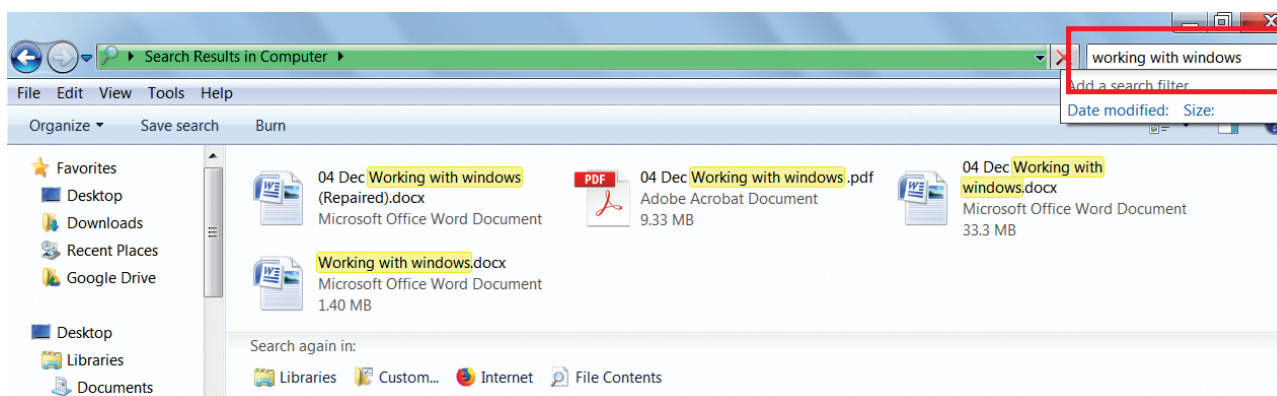 Search Results in Computer
working with windows
Add a search filter
Date modified: Size:
File Edit View Tools Help
Organize Save search Burn
Favorites
Desktop
Downloads
Recent Places
Google Drive
Desktop
Libraries
Documents
04 Dec Working with windows
(Repaired).docx
Microsoft Office Word Document
PDF
04 Dec Working with windows .pdf
Adobe Acrobat Document
9.33 MB
04 Dec Working with
windows.docx
Microsoft Office Word Document
33.3 MB
Working with windows.docx
Microsoft Office Word Document
1.40 MB
Search again in:
Libraries Custom... Internet File Contents